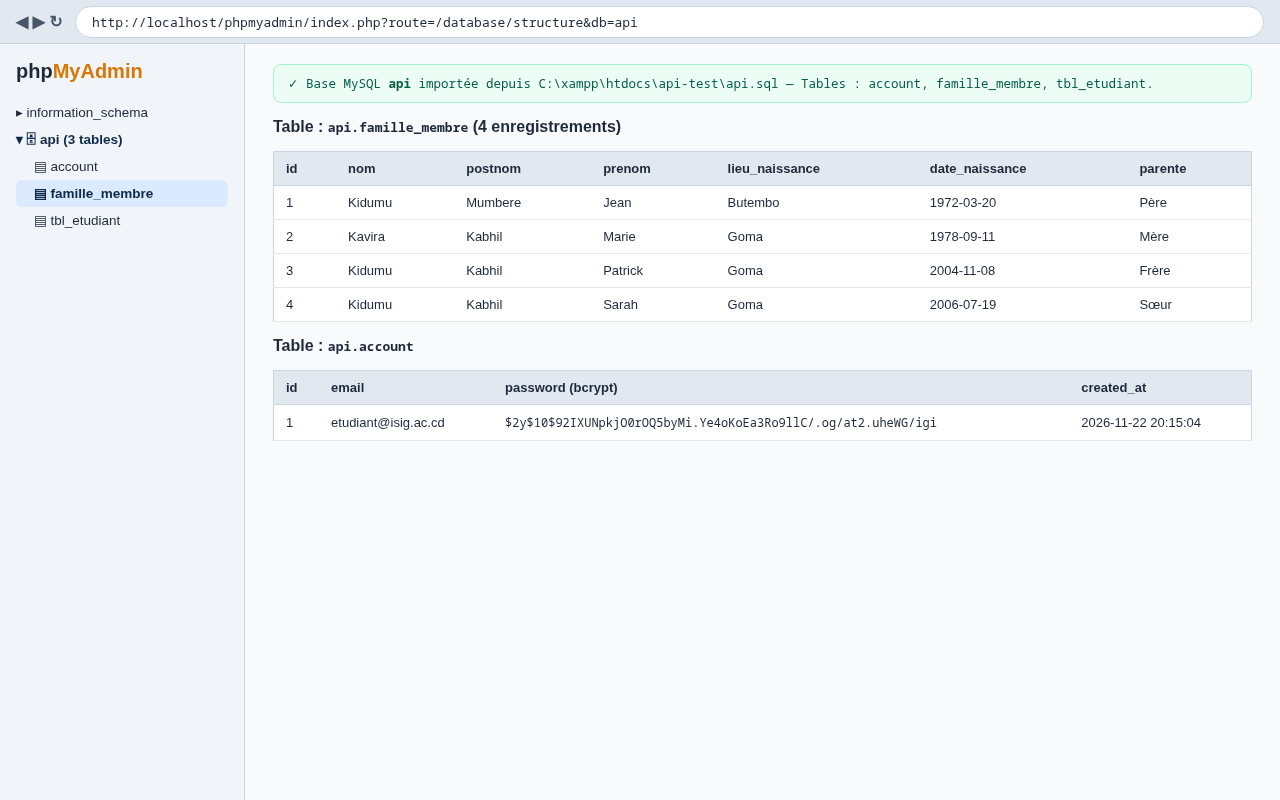 http://localhost/phpmyadmin/index.php?route=/database/structure&db=api
phpMyAdmin
▸ information_schema
▾ api (3 tables)
account
famille_membre
tbl_etudiant
✓ Base MySQL api importée depuis C:\xampp\htdocs\api-test\api.sql — Tables : account, famille_membre, tbl_etudiant.
Table : api.famille_membre (4 enregistrements)
id nom postnom prenom lieu_naissance date_naissance parente
1 Kidumu Mumbere Jean Butembo 1972-03-20 Père
2 Kavira Kabhil Marie Goma 1978-09-11 Mère
3 Kidumu Kabhil Patrick Goma 2004-11-08 Frère
4 Kidumu Kabhil Sarah Goma 2006-07-19 Sœur
Table : api.account
id email password (bcrypt) created_at
1 etudiant@isig.ac.cd $2y$10$92IXUNpkjO0rOQ5byMi.Ye4oKoEa3Ro9llC/.og/at2.uheWG/igi 2026-11-22 20:15:04